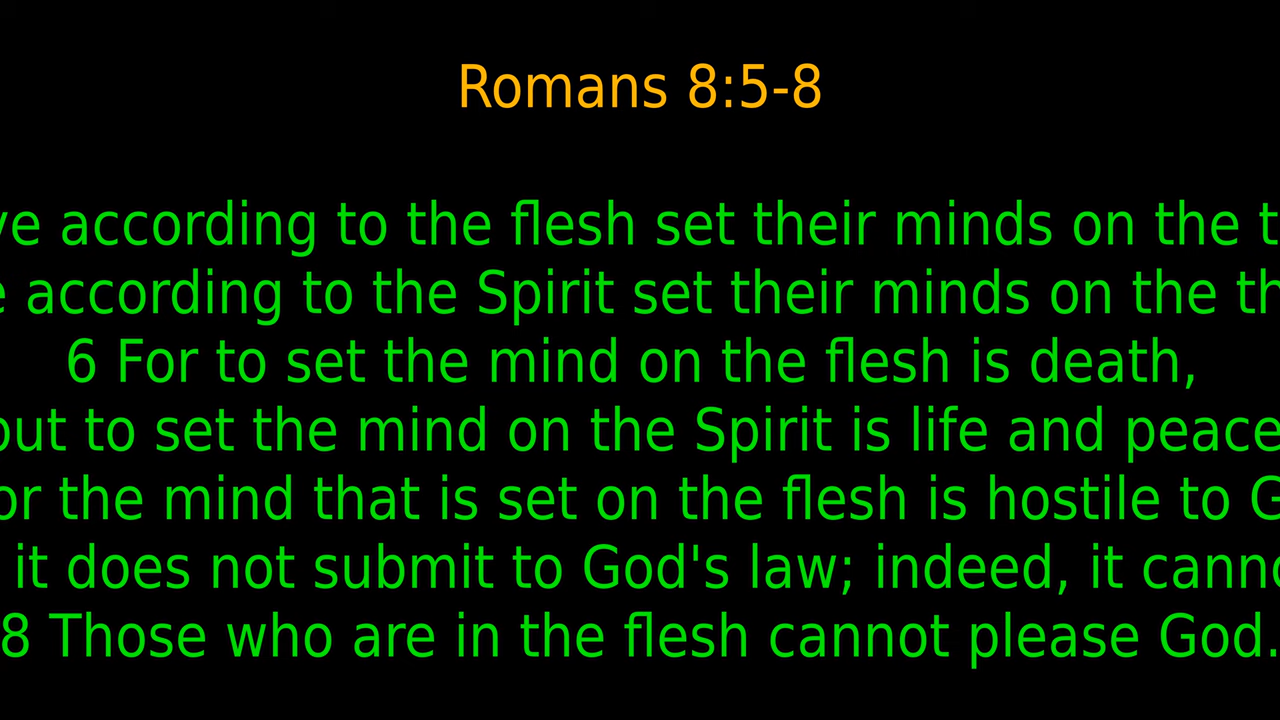 Romans 8:5-8
according to the flesh set their minds on the
according to the Spirit set their minds on the
6 For to set the mind on the flesh is death,
to set the mind on the Spirit is life and peace
the mind that is set on the flesh is hostile to
it does not submit to God's law; indeed, it
8 Those who are in the flesh cannot please God.